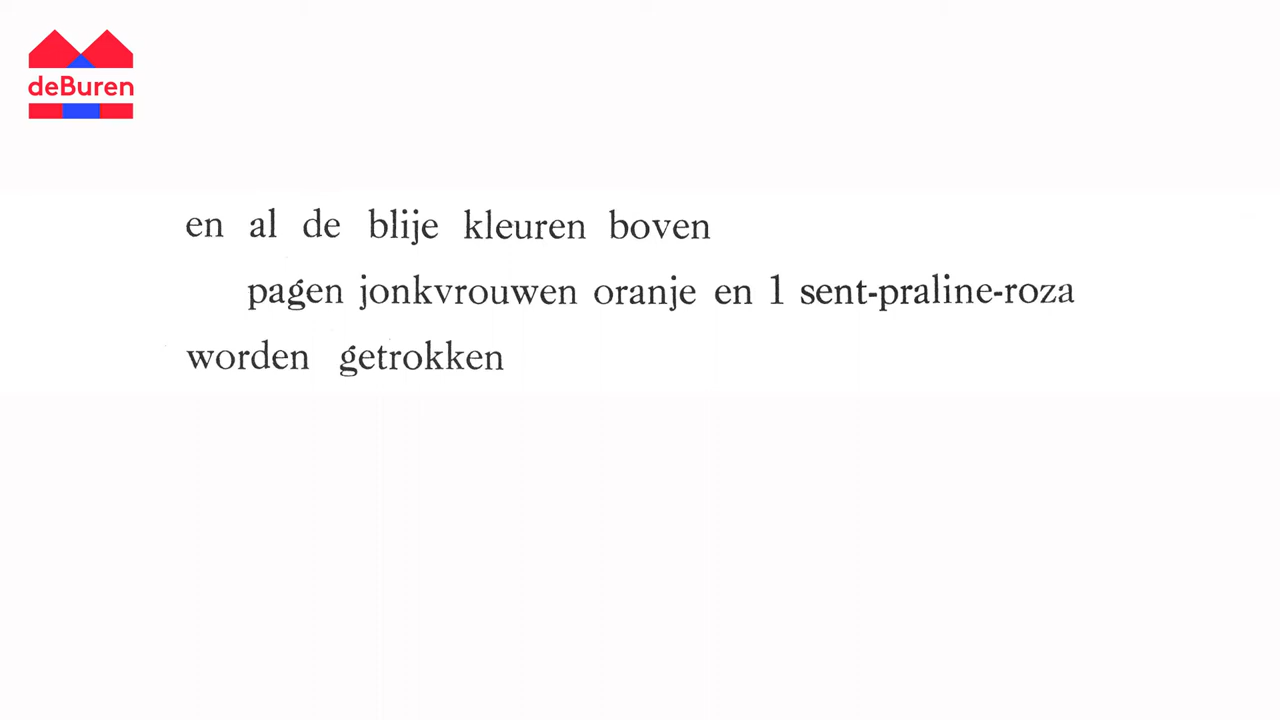 deBuren
en al de blije kleuren boven
pagen jonkvrouwen oranje en 1 sent-praline-roza
worden getrokken